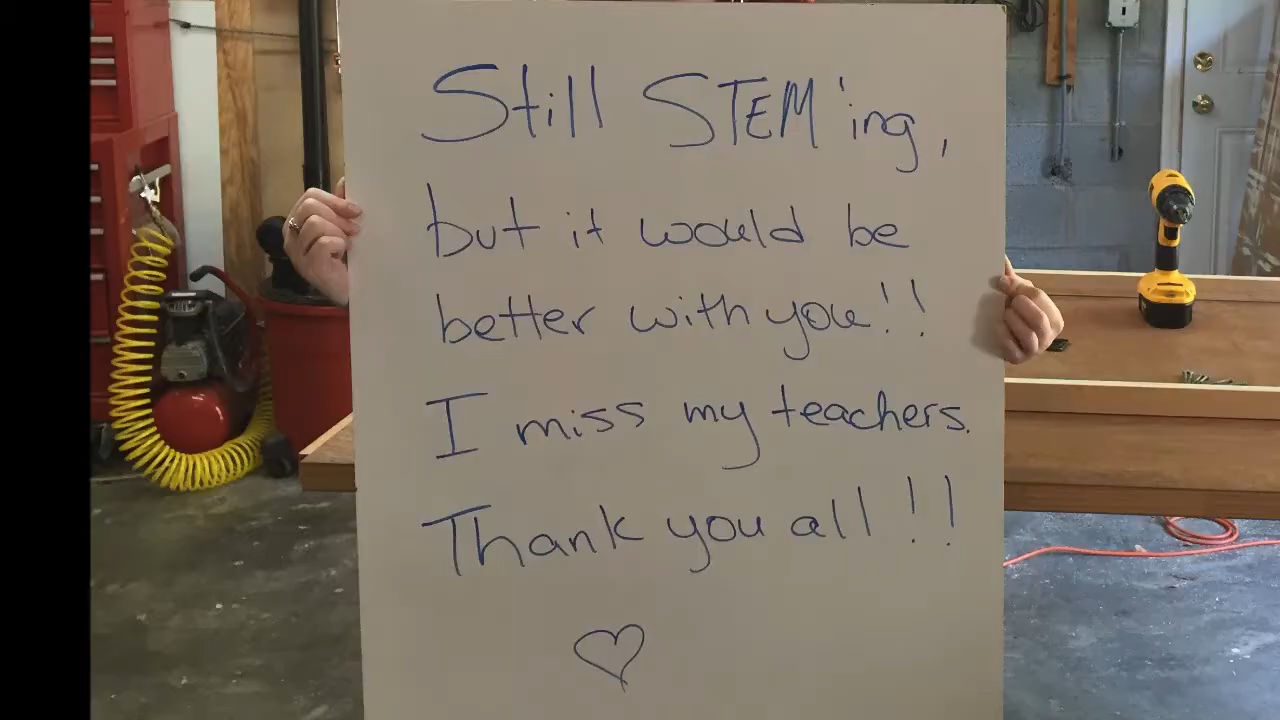 Still STEM'ing,
but it would be
better with you!!
I miss my teachers.
Thank you all!!